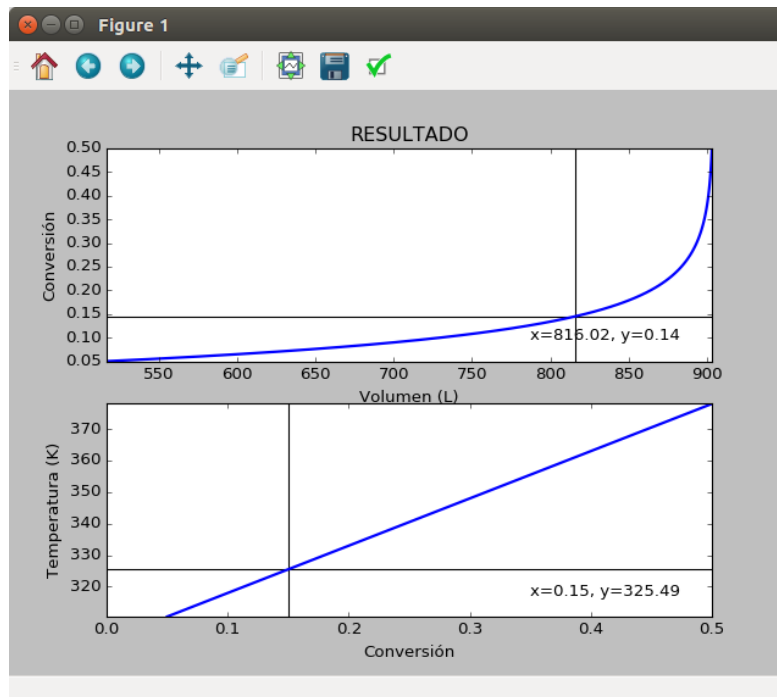 Figure 1
RESULTADO
0.50
0.45
0.40
0.35
0.30
0.25
0.20
0.15
0.10
0.05
Conversión
x=816.02, y=0.14
550 600 650 700 750 800 850 900
Volumen (L)
370
360
350
340
330
320
Temperatura (K)
x=0.15, y=325.49
0.0 0.1 0.2 0.3 0.4 0.5
Conversión